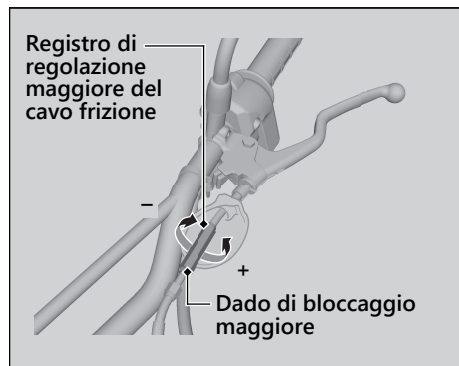 Registro di
regolazione
maggiore del
cavo frizione
–
+
Dado di bloccaggio
maggiore